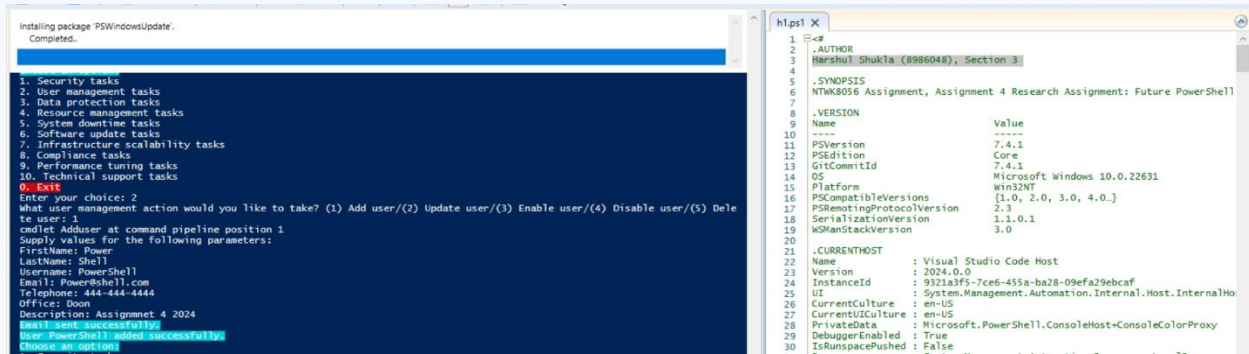 Installing package 'PSWindowsUpdate'.
Completed..
1. Security tasks
2. User management tasks
3. Data protection tasks
4. Resource management tasks
5. System downtime tasks
6. Software update tasks
7. Infrastructure scalability tasks
8. Compliance tasks
9. Performance tuning tasks
10. Technical support tasks
0. Exit
Enter your choice: 2
What user management action would you like to take? (1) Add user/(2) Update user/(3) Enable user/(4) Disable user/(5) Dele
te user: 1
cmdlet Adduser at command pipeline position 1
Supply values for the following parameters:
FirstName: Power
LastName: Shell
Username: PowerShell
Email: Power@shell.com
Telephone: 444-444-4444
Office: Doon
Description: Assignmnet 4 2024
Email sent successfully.
User PowerShell added successfully.
Choose an option:
h1.ps1 X
1 <#
2 .AUTHOR
3 Harshul Shukla (8986048), Section 3
4
5 .SYNOPSIS
6 NTWK8056 Assignment, Assignment 4 Research Assignment: Future PowerShell
7
8 .VERSION
9 Name Value
10 ---- -----
11 PSVersion 7.4.1
12 PSEdition Core
13 GitCommitId 7.4.1
14 OS Microsoft Windows 10.0.22631
15 Platform Win32NT
16 PSCompatibleVersions {1.0, 2.0, 3.0, 4.0…}
17 PSRemotingProtocolVersion 2.3
18 SerializationVersion 1.1.0.1
19 WSManStackVersion 3.0
20
21 .CURRENTHOST
22 Name : Visual Studio Code Host
23 Version : 2024.0.0
24 InstanceId : 9321a3f5-7ce6-455a-ba28-09efa29ebcaf
25 UI : System.Management.Automation.Internal.Host.InternalHo
26 CurrentCulture : en-US
27 CurrentUICulture : en-US
28 PrivateData : Microsoft.PowerShell.ConsoleHost+ConsoleColorProxy
29 DebuggerEnabled : True
30 IsRunspacePushed : False